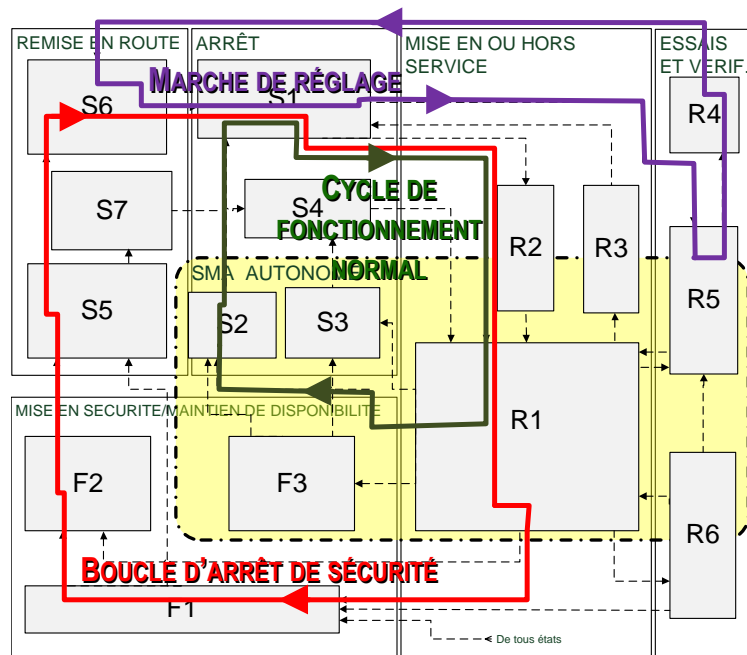 REMISE EN ROUTE
ARRÊT
MISE EN OU HORS
SERVICE
ESSAIS
ET VERIF.
MARCHE DE RÉGLAGE
S6
S1
R4
S7
S4
CYCLE DE
FONCTIONNEMENT
NORMAL
R2
R3
SMA AUTONO
S5
S2
S3
R5
R1
MISE EN SECURITE/MAINTIEN DE DISPONIBILITE
F2
F3
R6
BOUCLE D'ARRÊT DE SÉCURITÉ
F1
De tous états